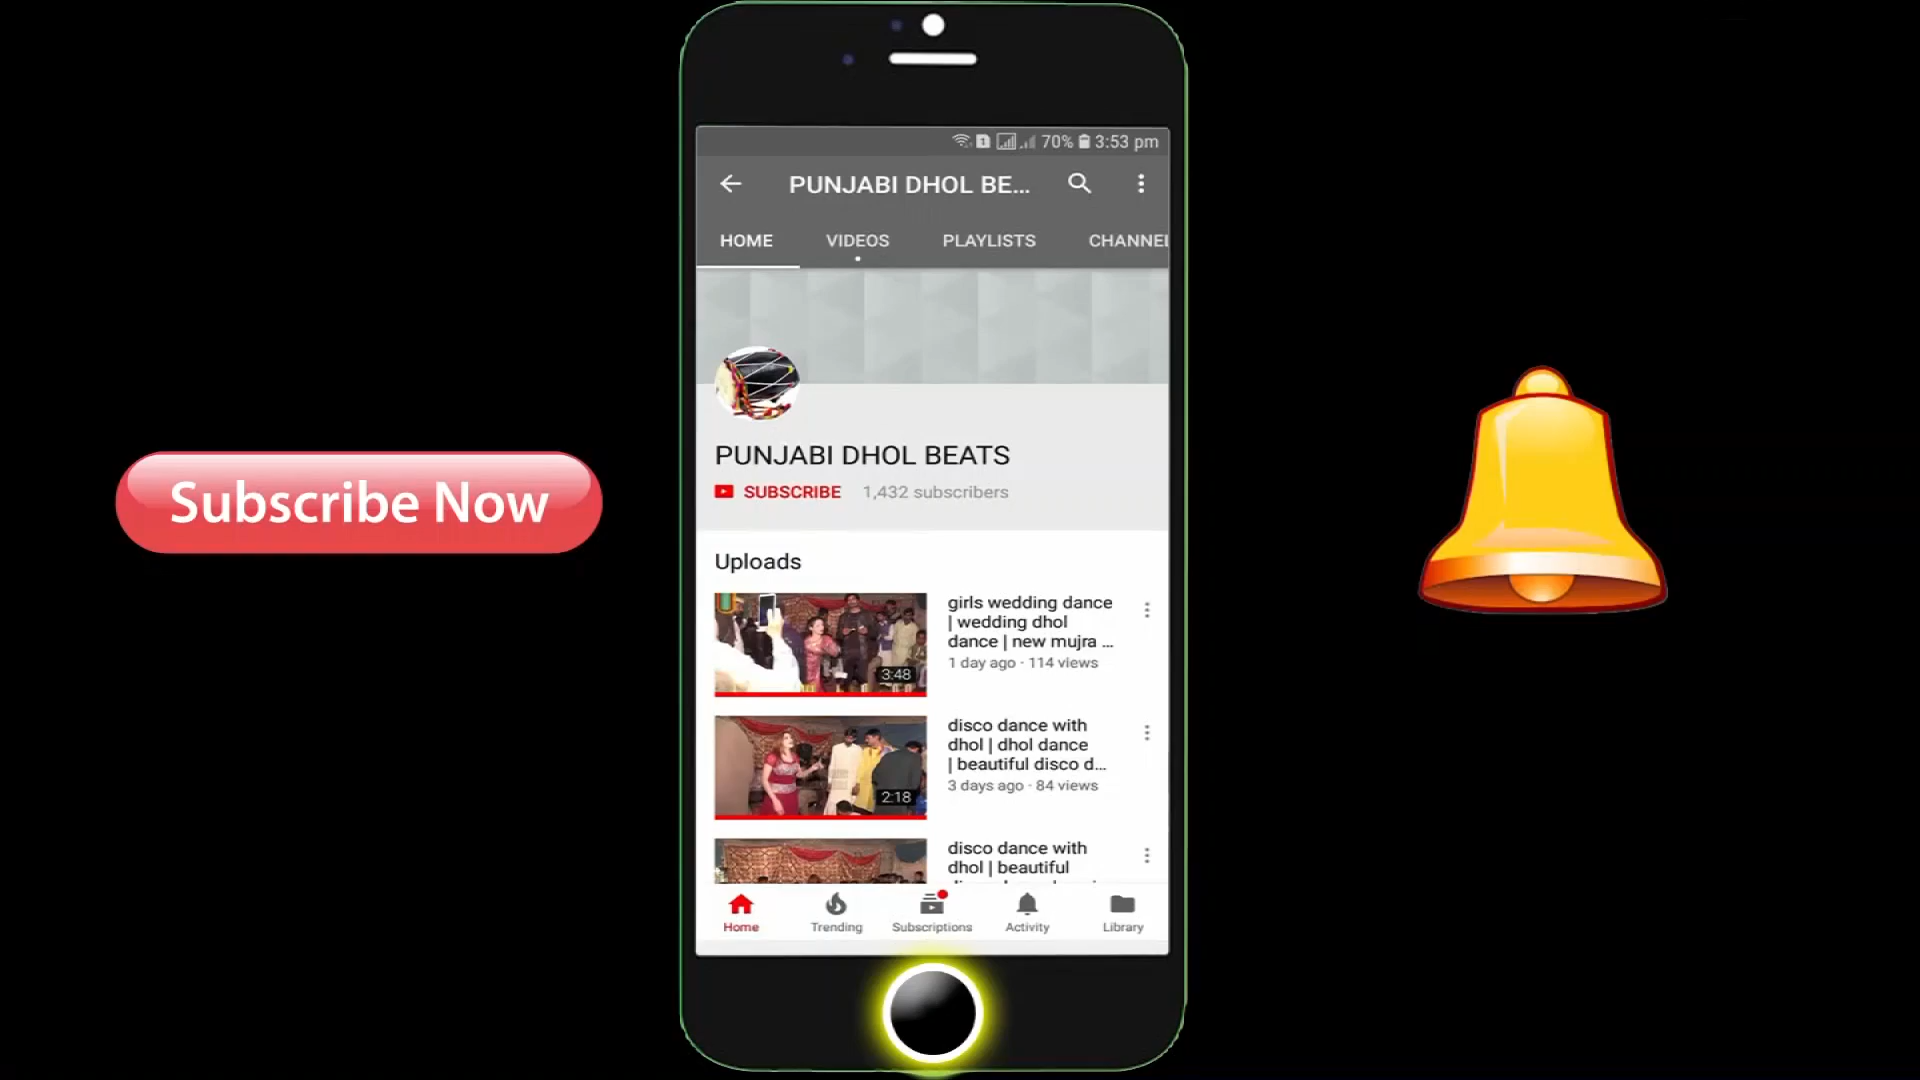 70% 3:53 pm
PUNJABI DHOL BE...
HOME VIDEOS PLAYLISTS CHANNEL
PUNJABI DHOL BEATS
SUBSCRIBE 1,432 subscribers
Subscribe Now
Uploads
girls wedding dance
| wedding dhol
dance | new mujra ...
1 day ago · 114 views
3:48
disco dance with
dhol | dhol dance
| beautiful disco d...
3 days ago · 84 views
2:18
disco dance with
dhol | beautiful
Home Trending Subscriptions Activity Library